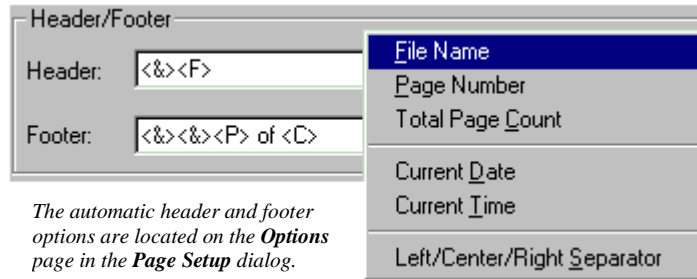 Header/Footer
Header: <&><F>
Footer: <&><&><P> of <C>
File Name
Page Number
Total Page Count
Current Date
Current Time
Left/Center/Right Separator
The automatic header and footer
options are located on the Options
page in the Page Setup dialog.